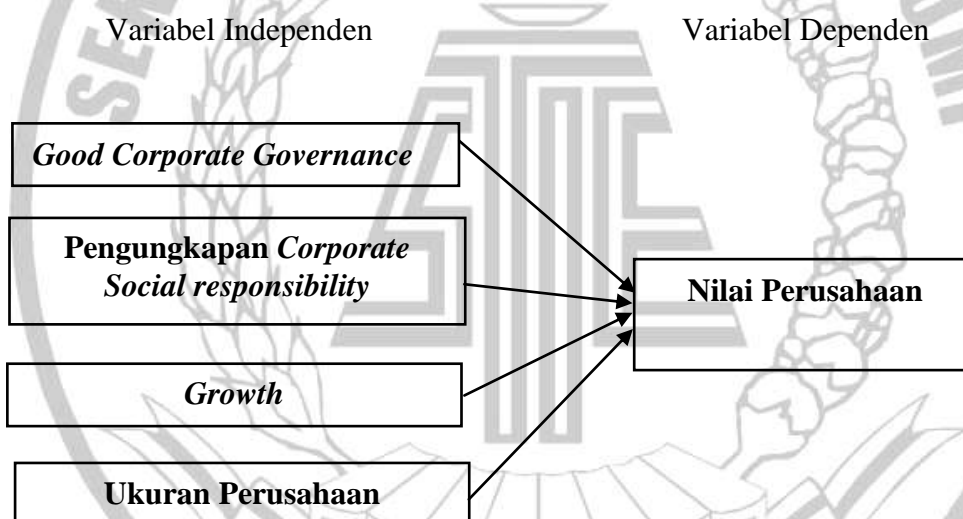 Variabel Independen
Variabel Dependen
Good Corporate Governance
Pengungkapan Corporate
Social responsibility
Nilai Perusahaan
Growth
Ukuran Perusahaan